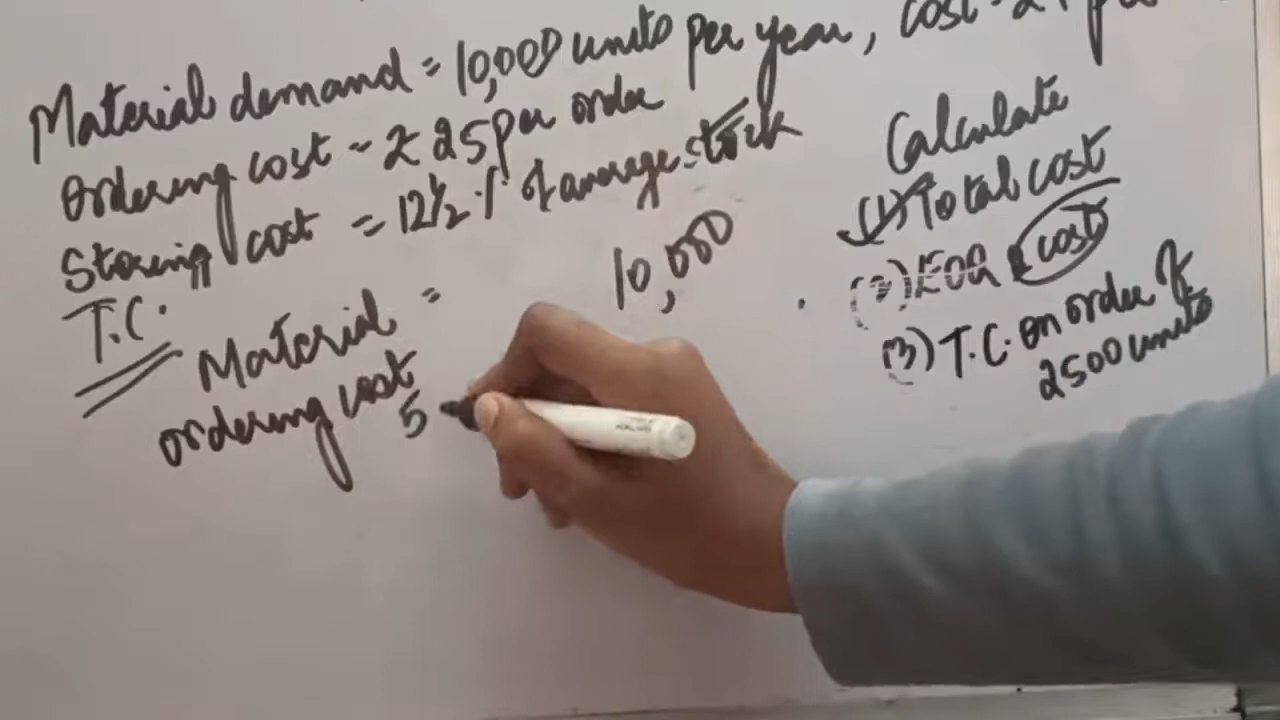 Material demand = 10,000 units per year, cost -
Ordering cost - ₹ 25 per order
Storing cost = 12½ % of average stock
Calculate
(1) Total cost
(2) EOQ & cost
(3) T.C. on order of
2500 units
T.C.
Material = 10,000
ordering cost
5